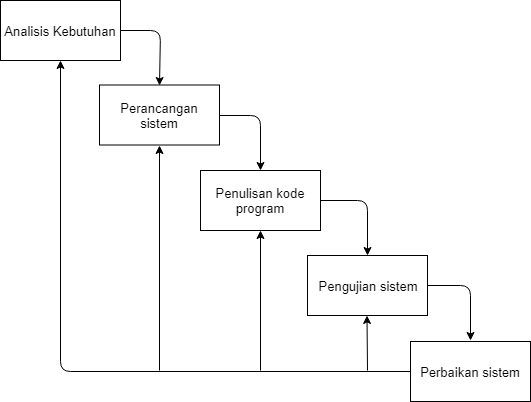 Analisis Kebutuhan
Perancangan
sistem
Penulisan kode
program
Pengujian sistem
Perbaikan sistem